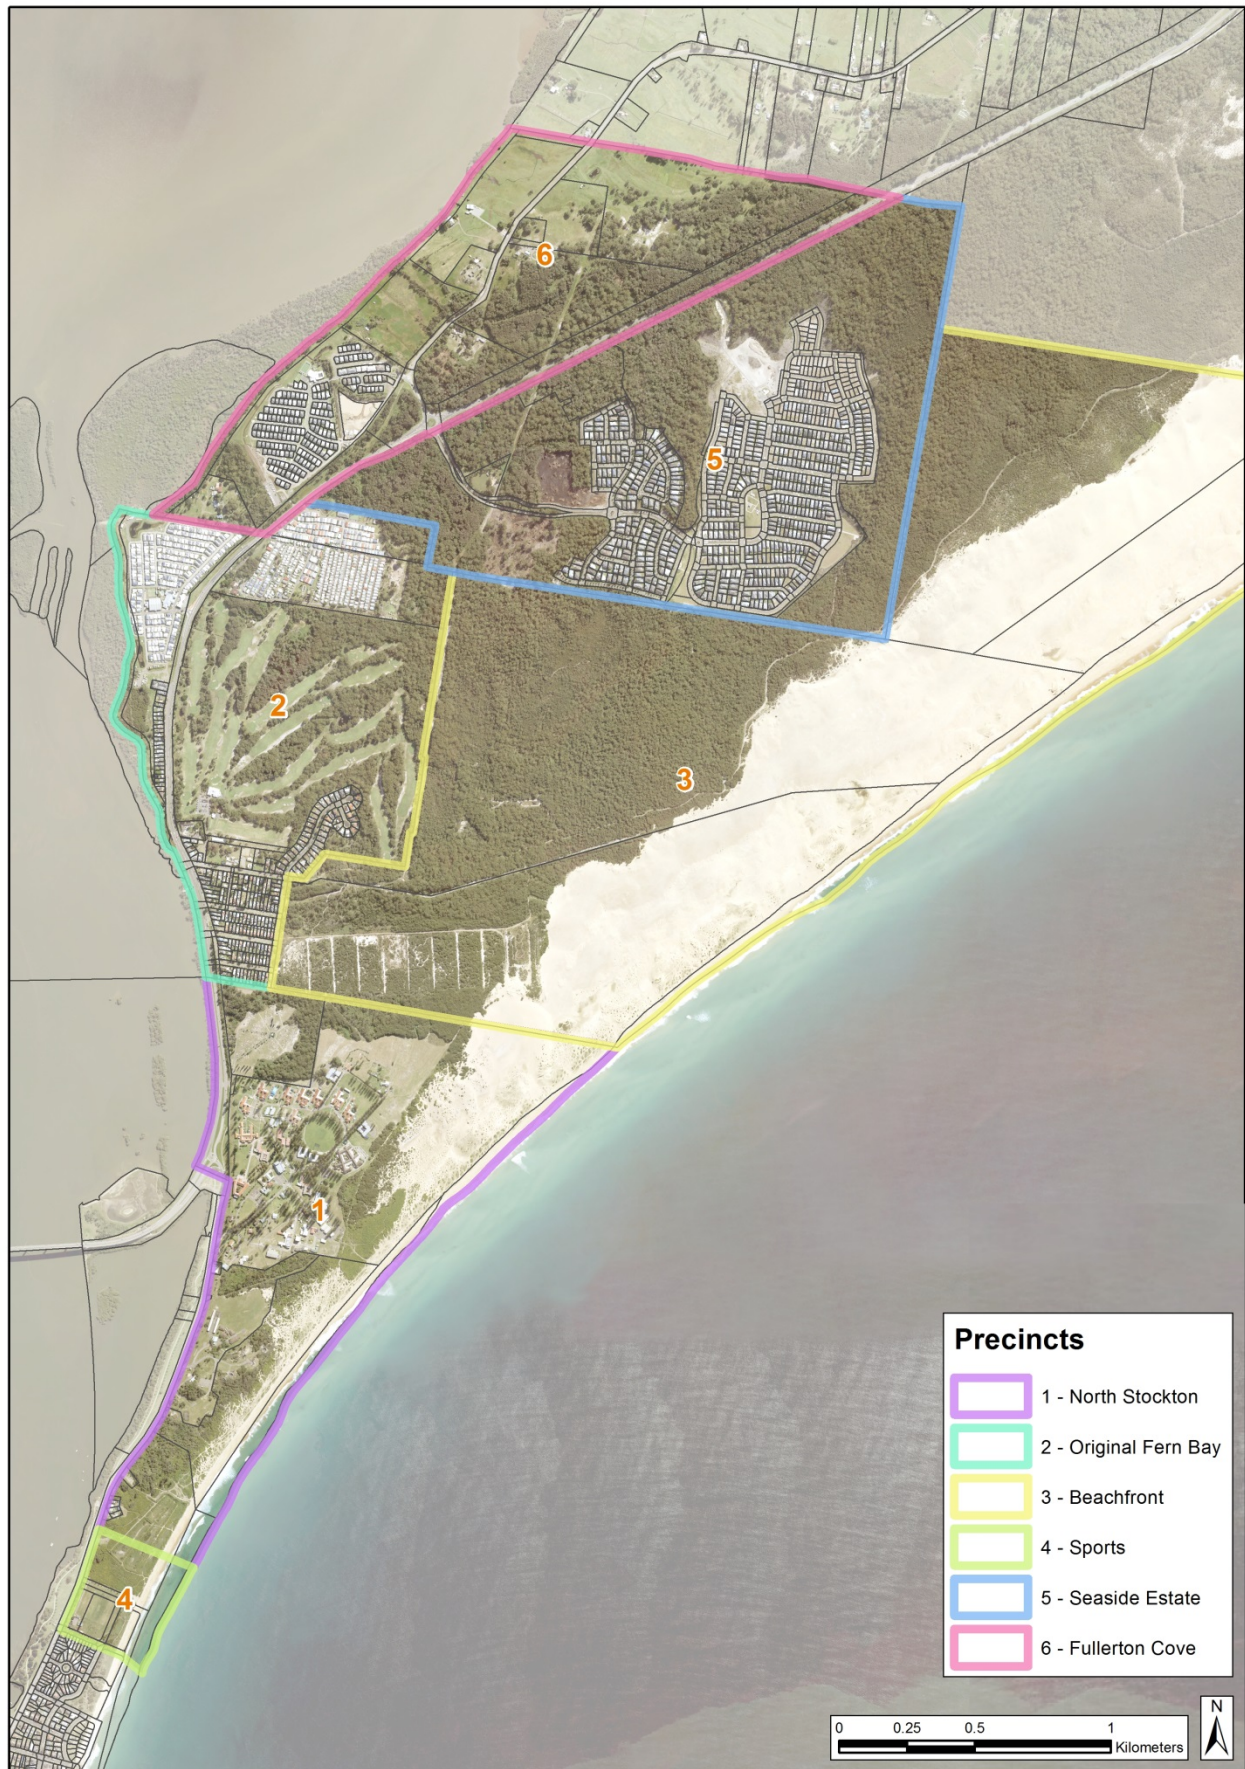 6
5
2
3
1
4
Precincts
1 - North Stockton
2 - Original Fern Bay
3 - Beachfront
4 - Sports
5 - Seaside Estate
6 - Fullerton Cove
0 0.25 0.5 1
Kilometers
N